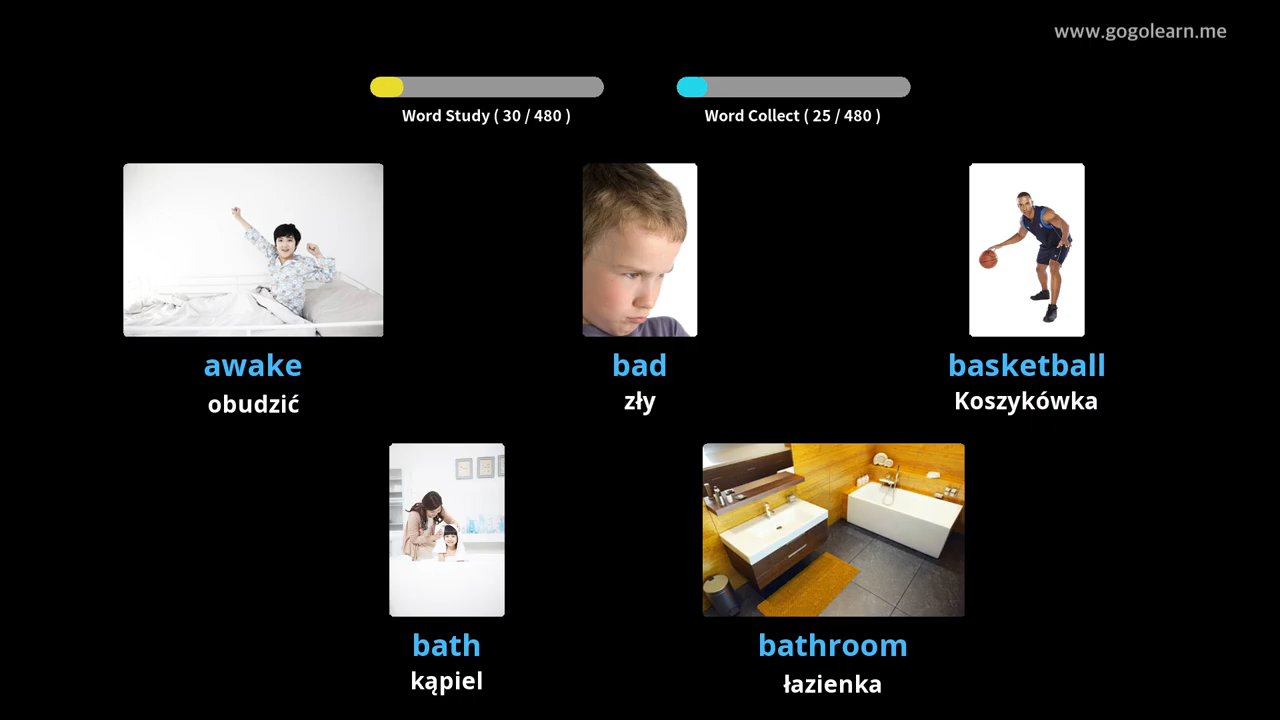 www.gogolearn.me
Word Study ( 30 / 480 )
Word Collect ( 25 / 480 )
awake
obudzić
bad
zły
basketball
Koszykówka
bath
kąpiel
bathroom
łazienka